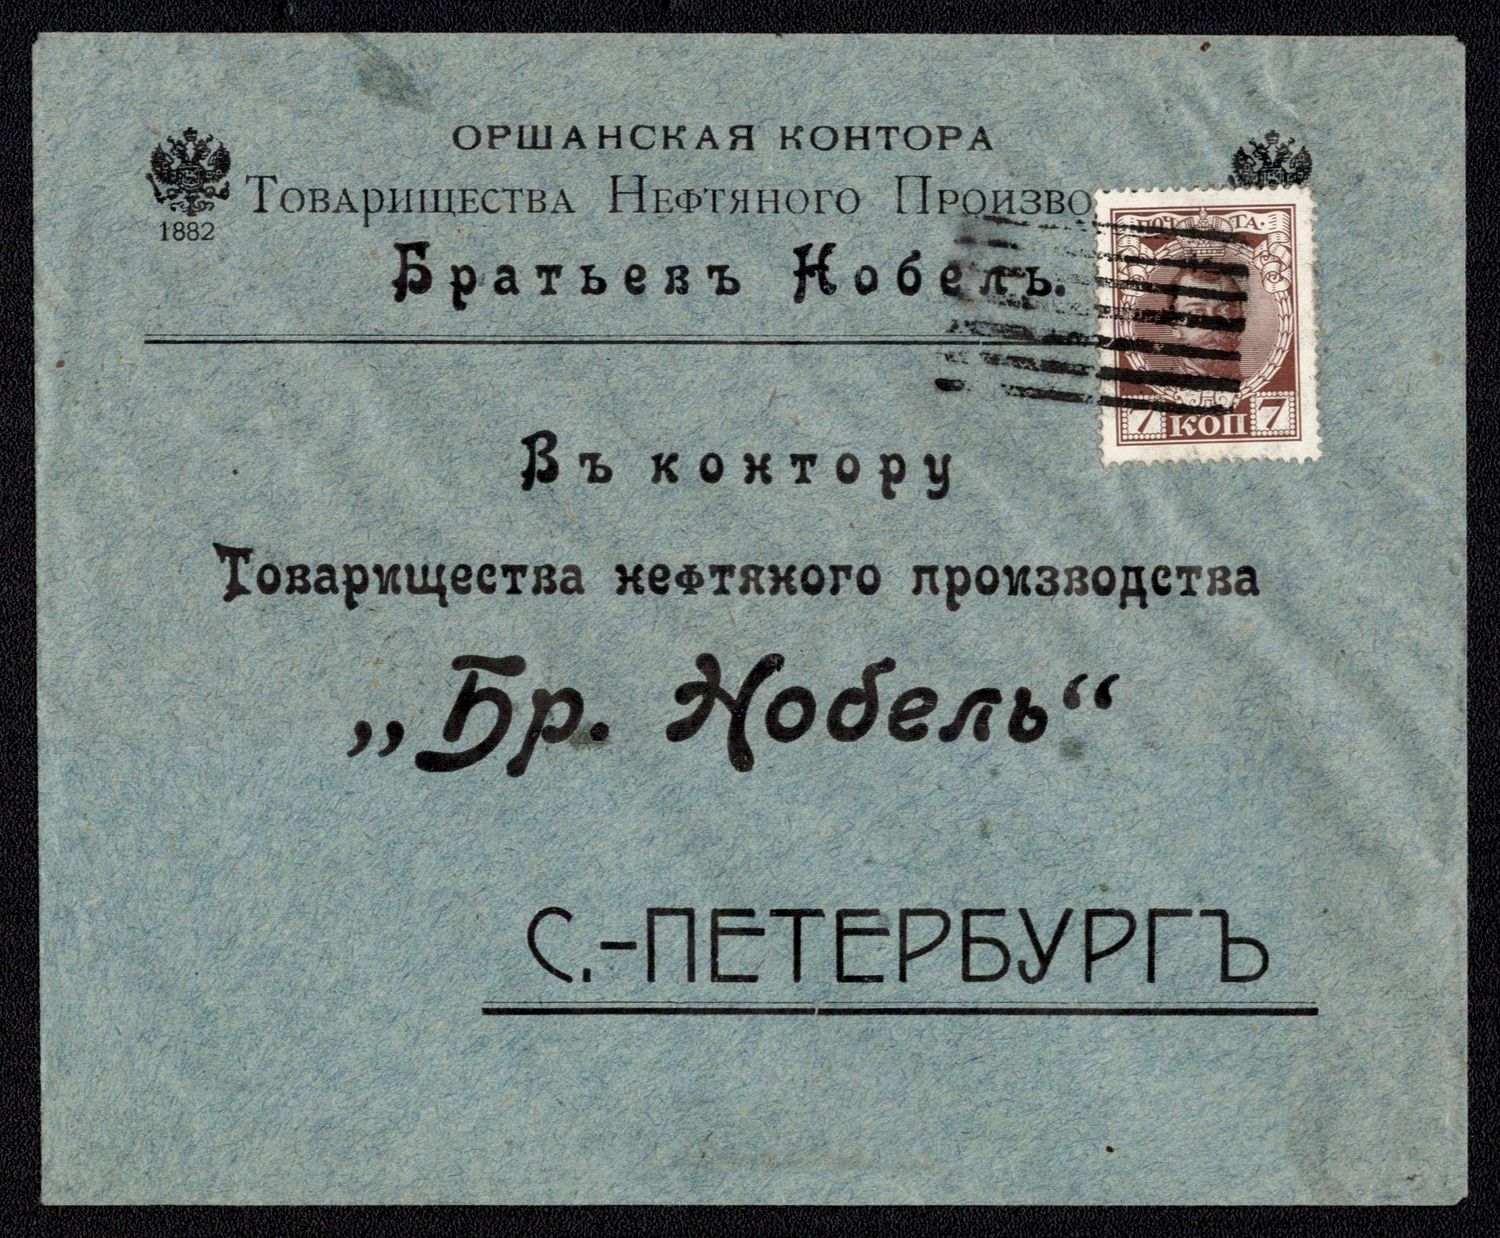 ОРШАНСКАЯ КОНТОРА
ТОВАРИЩЕСТВА НЕФТЯНОГО ПРОИЗВО
1882
Братьевъ Нобель.
ПОЧТА.
7 КОП 7
Въ контору
Товарищества нефтяного производства
„Бр. Нобель“
С.-ПЕТЕРБУРГЪ